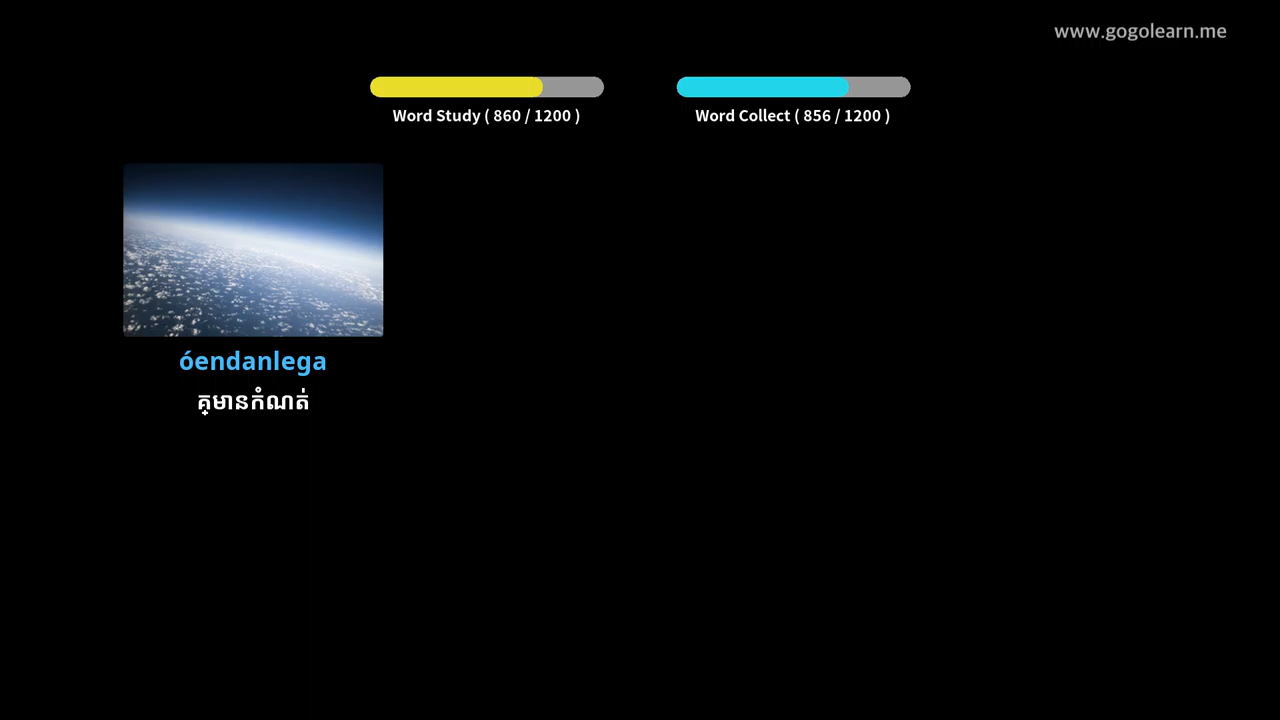 www.gogolearn.me
Word Study ( 860 / 1200 )
Word Collect ( 856 / 1200 )
óendanlega
គ្មានកំណត់